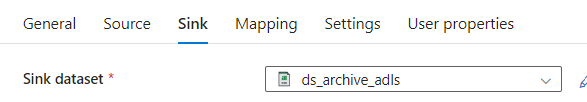 General Source Sink Mapping Settings User properties
Sink dataset * ds_archive_adls